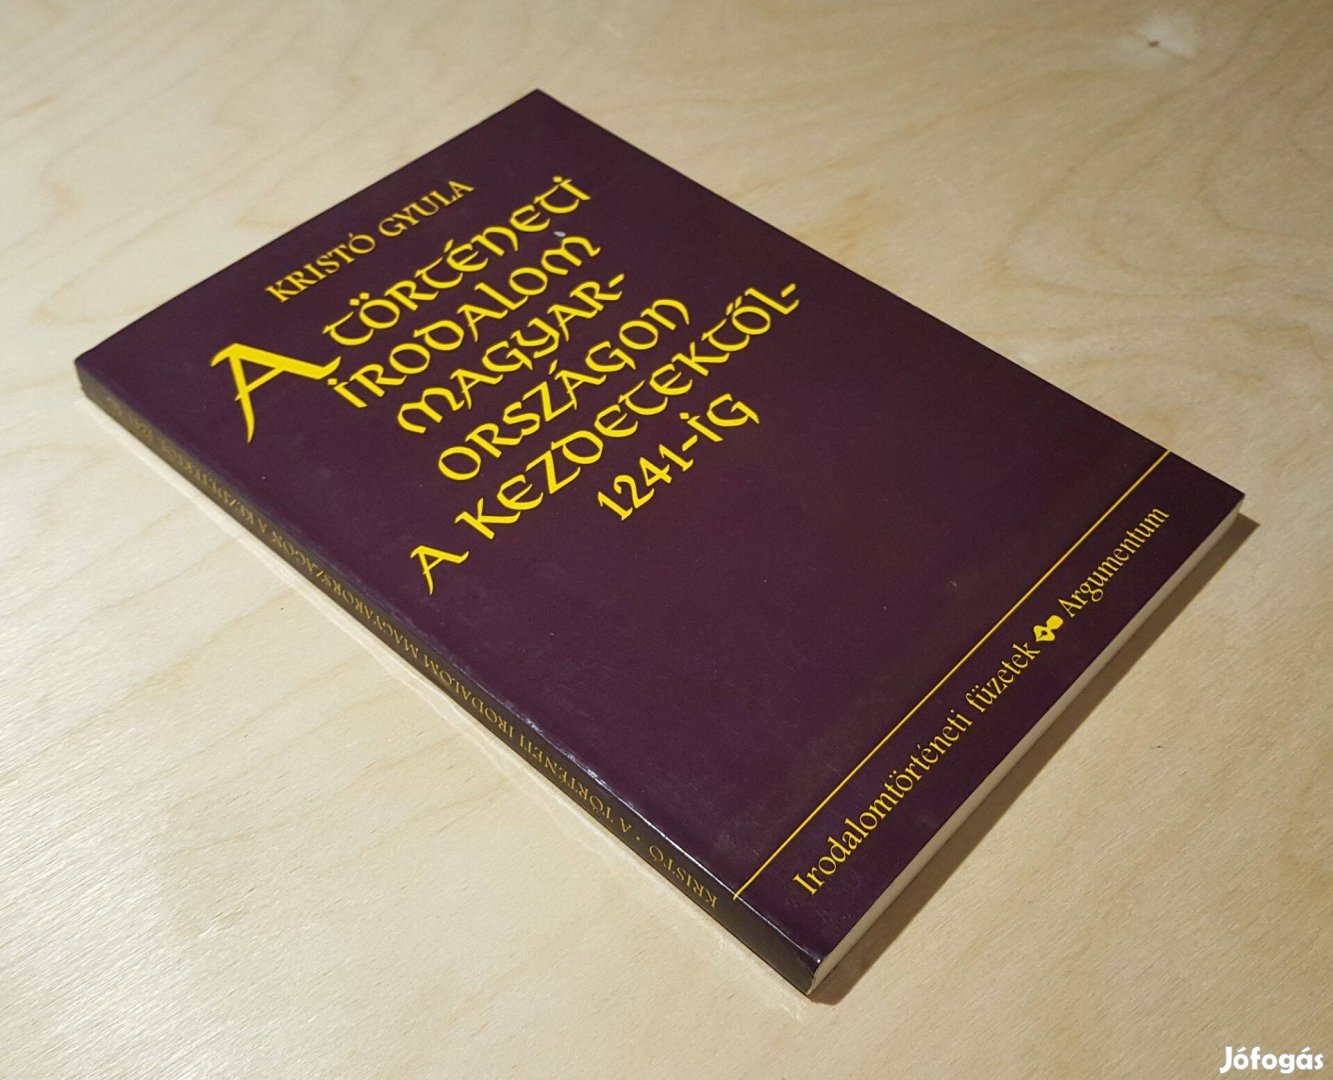 KRISTÓ GYULA
A TÖRTÉNETI
IRODALOM
MAGYAR-
ORSZÁGON
A KEZDETEKTŐL-
1241-IG
Irodalomtörténeti füzetek Argumentum
KRISTÓ · A TÖRTÉNETI IRODALOM MAGYARORSZÁGON A KEZDETEKTŐL 1241-IG
Jófogás